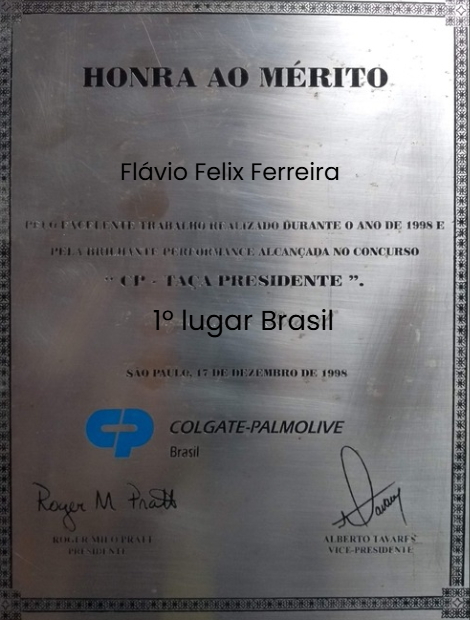 HONRA AO MÉRITO
Flávio Felix Ferreira
PELO EXCELENTE TRABALHO REALIZADO DURANTE O ANO DE 1998 E
PELA BRILHANTE PERFORMANCE ALCANÇADA NO CONCURSO
“ CP - TAÇA PRESIDENTE ”.
1º lugar Brasil
SÃO PAULO, 17 DE DEZEMBRO DE 1998
CP COLGATE-PALMOLIVE
Brasil
Roger M Pratt
ROGER MILO PRATT
PRESIDENTE
ALBERTO TAVARES
VICE-PRESIDENTE